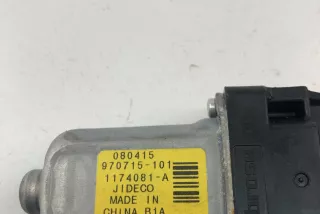 080415
970715-101
1174081-A
JIDECO
MADE IN
CHINA B1A